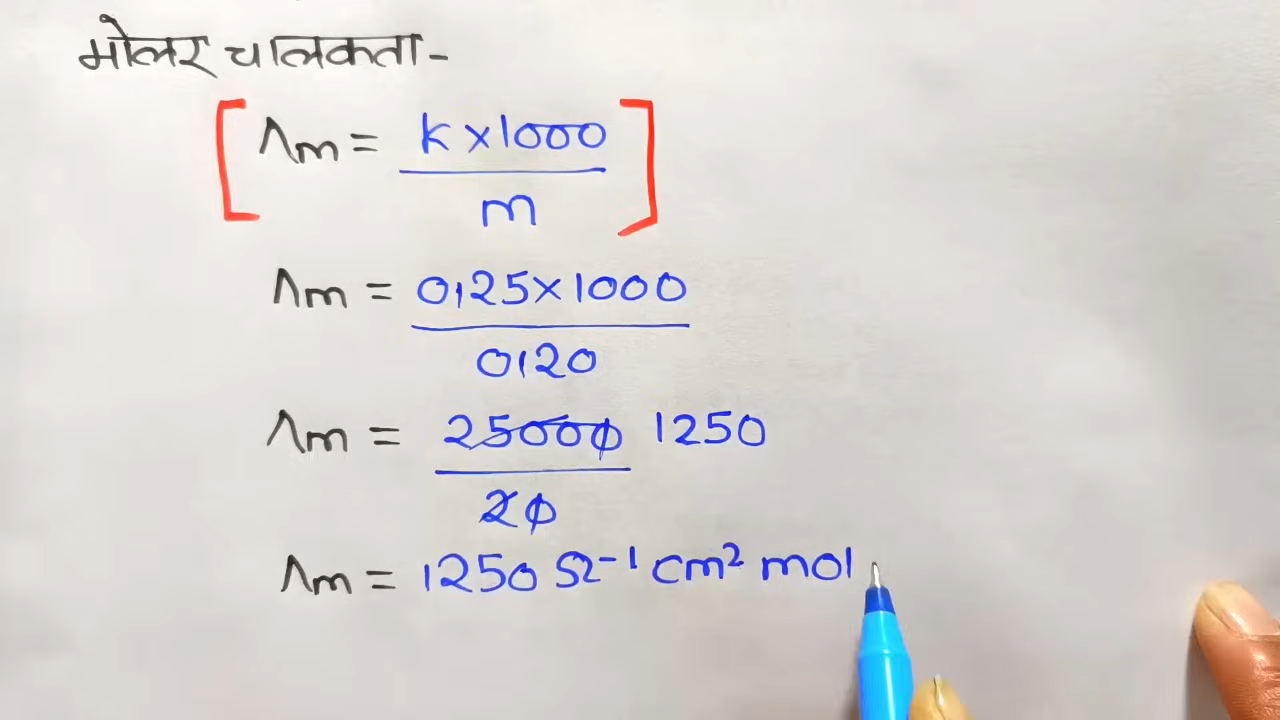 मोलर चालकता-
Λm = K×1000
m
Λm = 0.25×1000
0.20
Λm = 25000 1250
20
Λm = 1250 Ω⁻¹ cm² mol